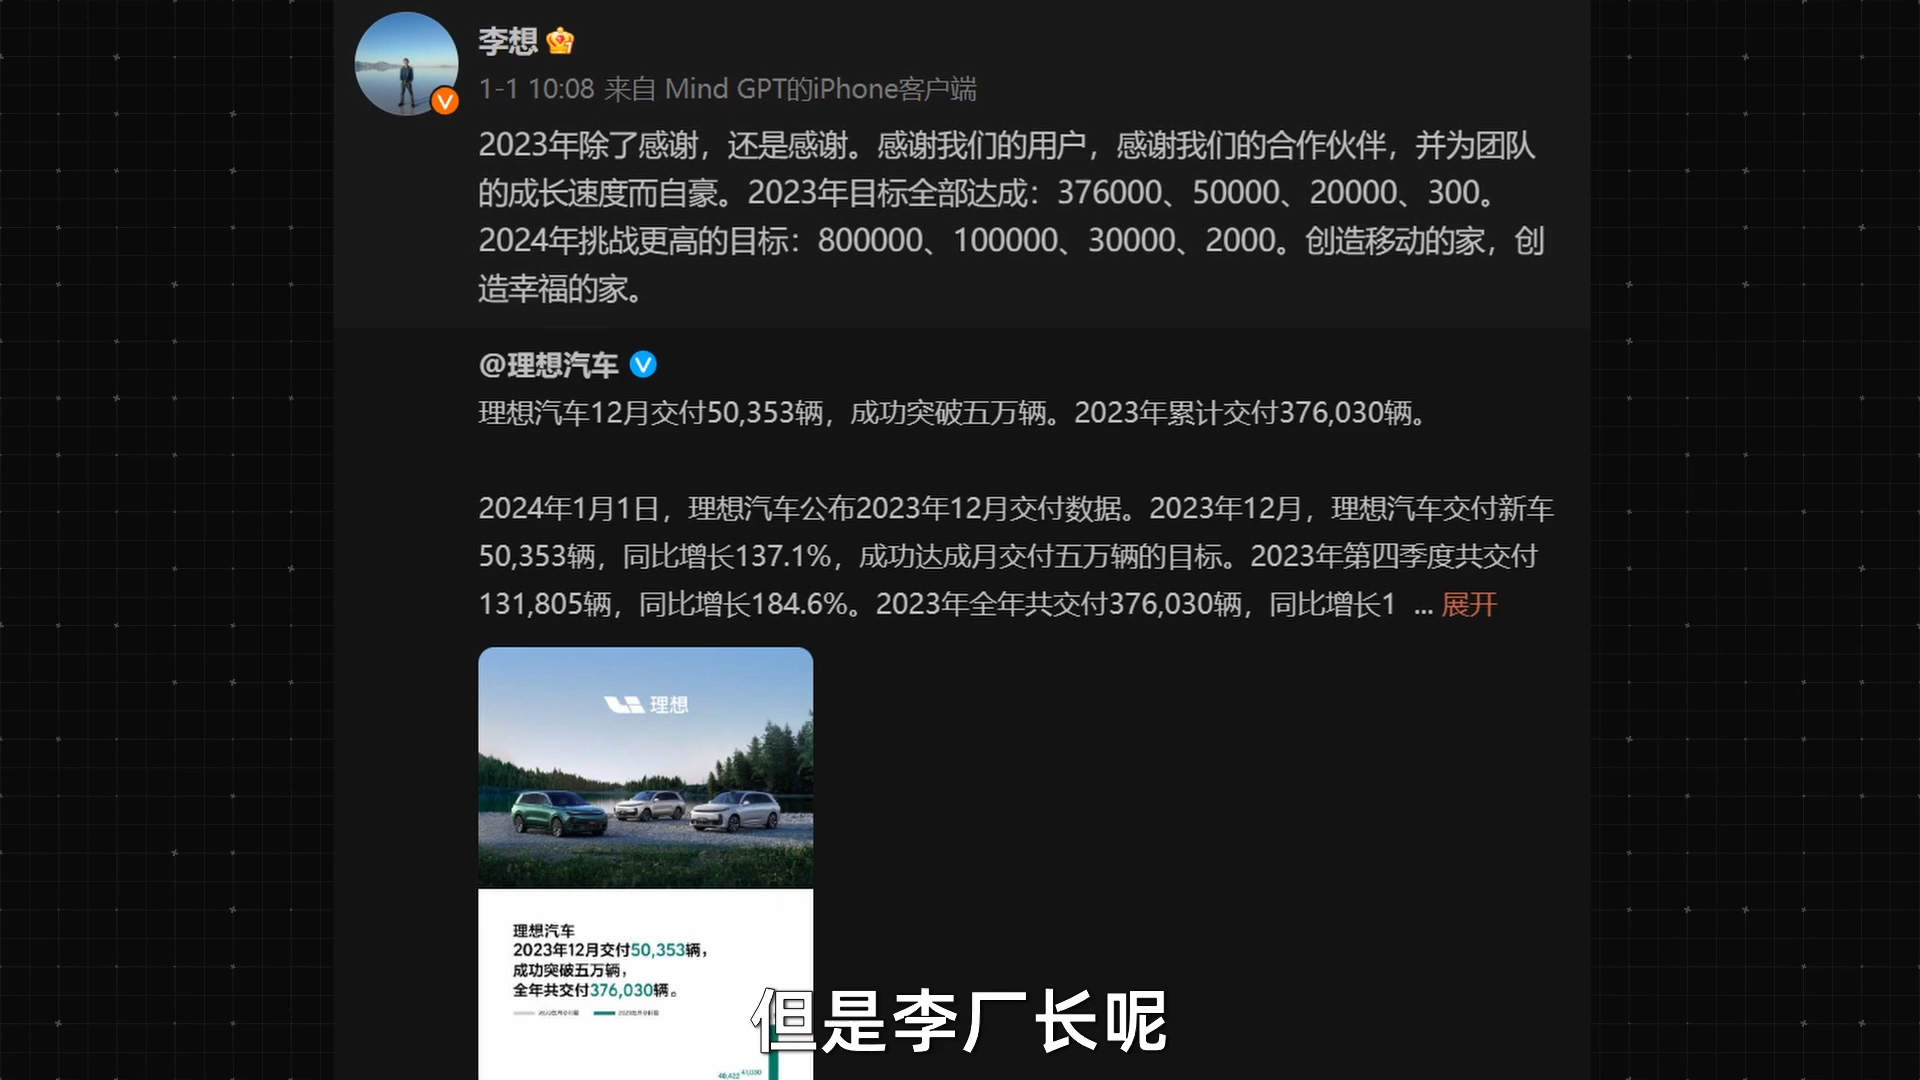 李想
1-1 10:08 来自 Mind GPT的iPhone客户端
2023年除了感谢，还是感谢。感谢我们的用户，感谢我们的合作伙伴，并为团队
的成长速度而自豪。2023年目标全部达成：376000、50000、20000、300。
2024年挑战更高的目标：800000、100000、30000、2000。创造移动的家，创
造幸福的家。
@理想汽车
理想汽车12月交付50,353辆，成功突破五万辆。2023年累计交付376,030辆。
2024年1月1日，理想汽车公布2023年12月交付数据。2023年12月，理想汽车交付新车
50,353辆，同比增长137.1%，成功达成月交付五万辆的目标。2023年第四季度共交付
131,805辆，同比增长184.6%。2023年全年共交付376,030辆，同比增长1 ... 展开
理想
理想汽车
2023年12月交付50,353辆，
成功突破五万辆，
全年共交付376,030辆。
但是李厂长呢